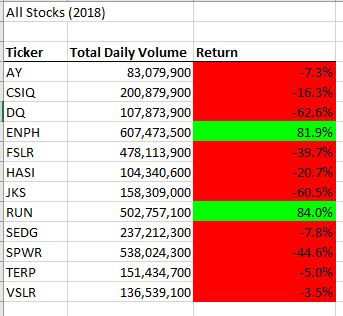 All Stocks (2018)
Ticker Total Daily Volume Return
AY 83,079,900 -7.3%
CSIQ 200,879,900 -16.3%
DQ 107,873,900 -62.6%
ENPH 607,473,500 81.9%
FSLR 478,113,900 -39.7%
HASI 104,340,600 -20.7%
JKS 158,309,000 -60.5%
RUN 502,757,100 84.0%
SEDG 237,212,300 -7.8%
SPWR 538,024,300 -44.6%
TERP 151,434,700 -5.0%
VSLR 136,539,100 -3.5%